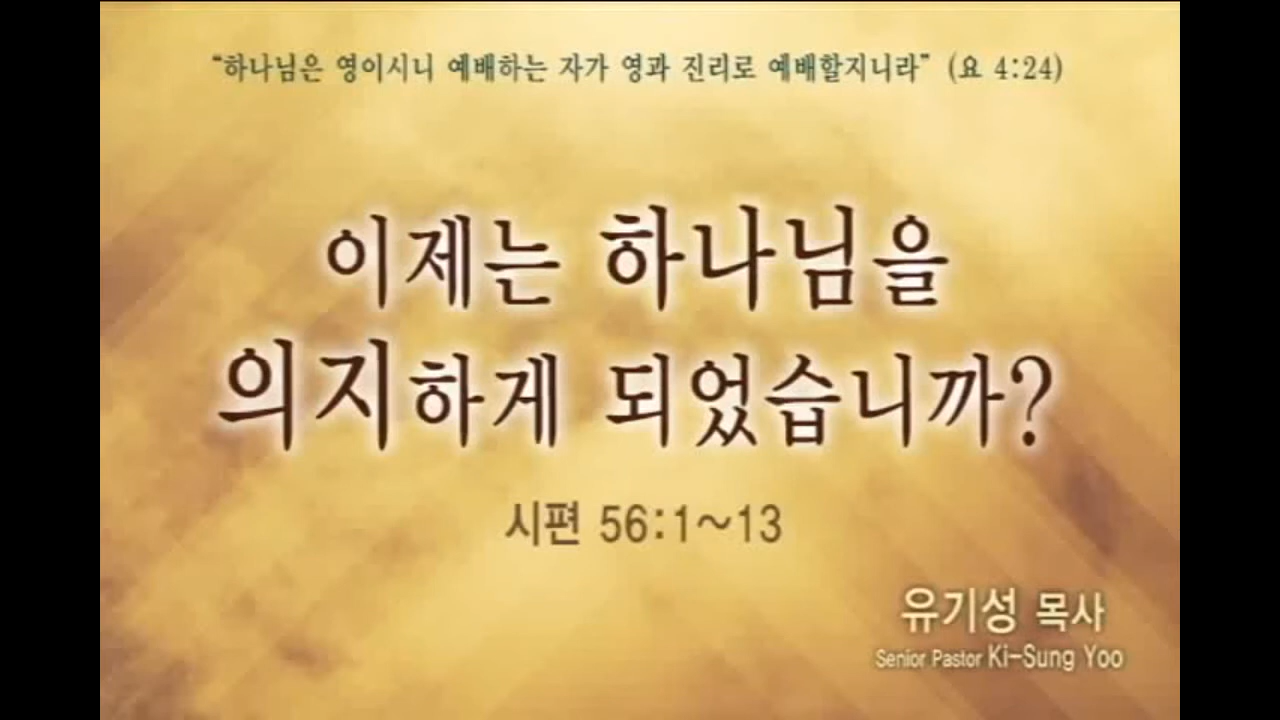 “하나님은 영이시니 예배하는 자가 영과 진리로 예배할지니라” (요 4:24)
이제는 하나님을
의지하게 되었습니까?
시편 56:1~13
유기성 목사
Senior Pastor Ki-Sung Yoo